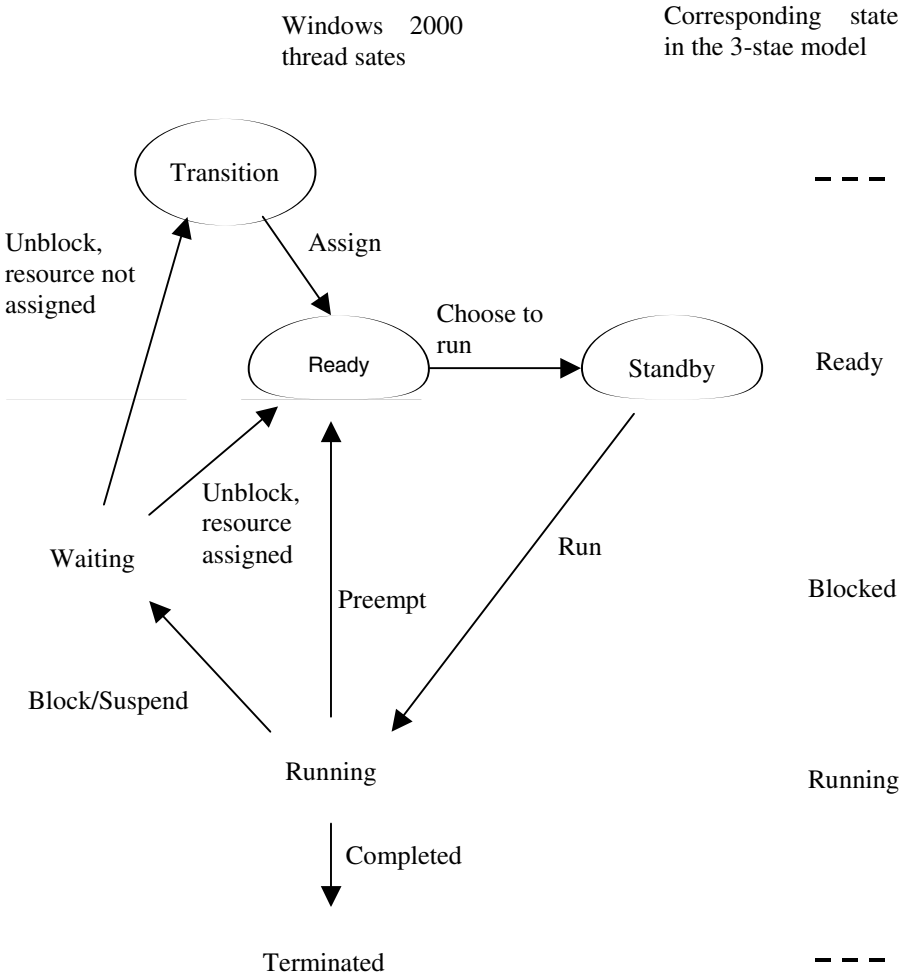 Windows 2000
thread sates
Corresponding state
in the 3-stae model
Transition
– – –
Unblock,
resource not
assigned
Assign
Choose to
run
Ready
Standby
Ready
Unblock,
resource
assigned
Waiting
Run
Blocked
Preempt
Block/Suspend
Running
Running
Completed
Terminated
– – –